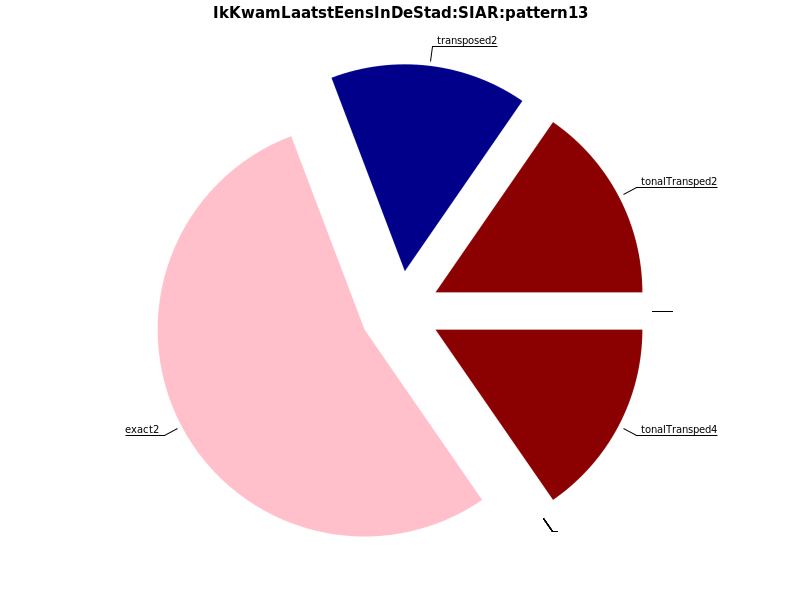 IkKwamLaatstEensInDeStad:SIAR:pattern13
transposed2
tonalTransped2
exact2
tonalTransped4